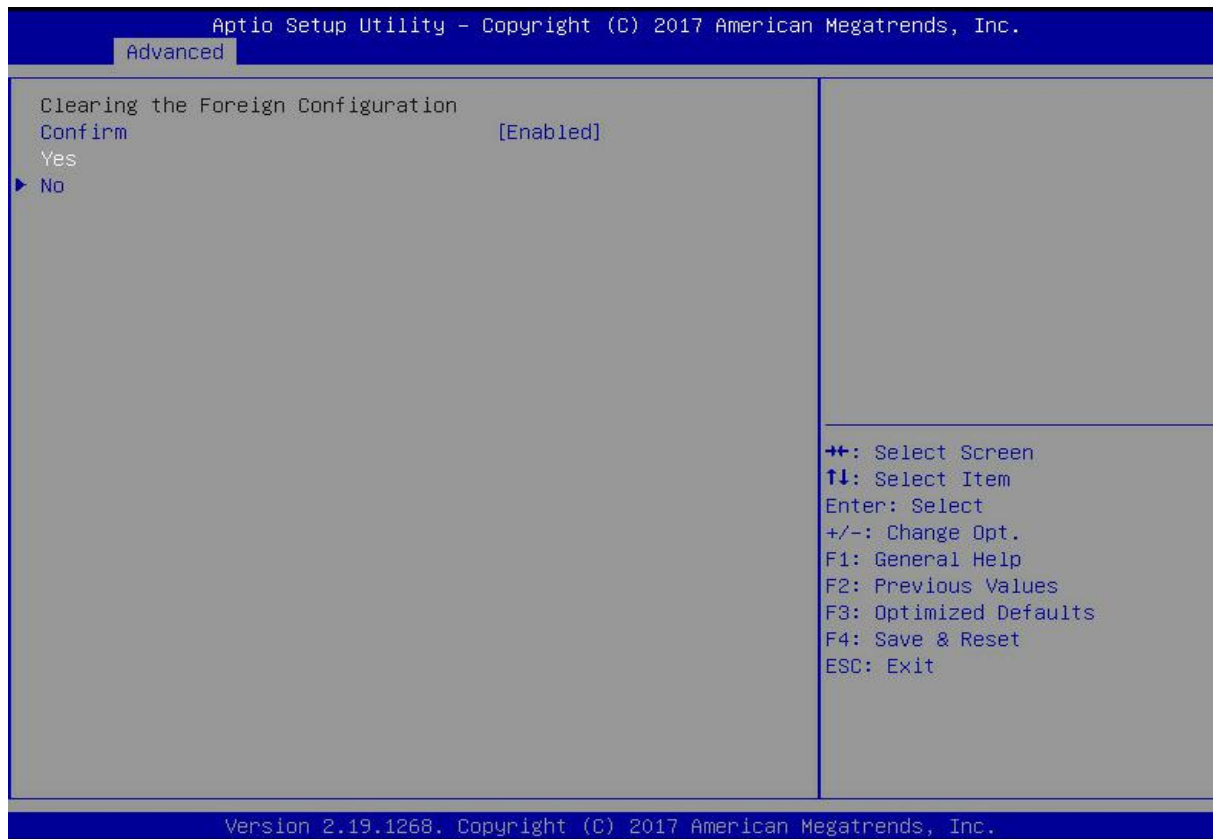 Aptio Setup Utility – Copyright (C) 2017 American Megatrends, Inc.
Advanced
Clearing the Foreign Configuration
Confirm [Enabled]
Yes
▶ No
→←: Select Screen
↑↓: Select Item
Enter: Select
+/-: Change Opt.
F1: General Help
F2: Previous Values
F3: Optimized Defaults
F4: Save & Reset
ESC: Exit
Version 2.19.1268. Copyright (C) 2017 American Megatrends, Inc.